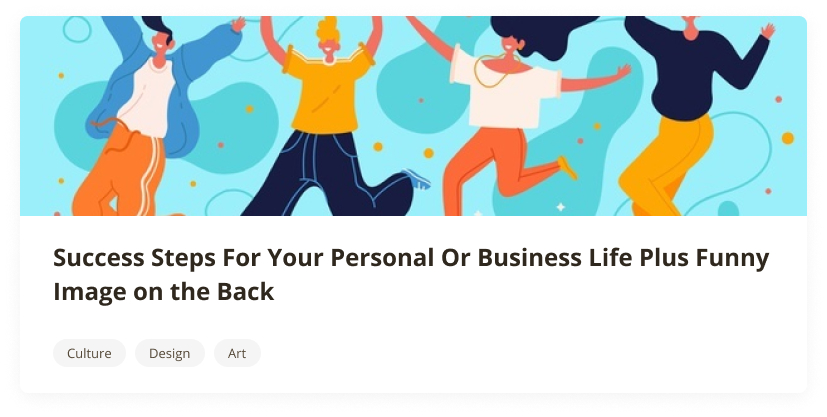 Success Steps For Your Personal Or Business Life Plus Funny
Image on the Back
Culture Design Art